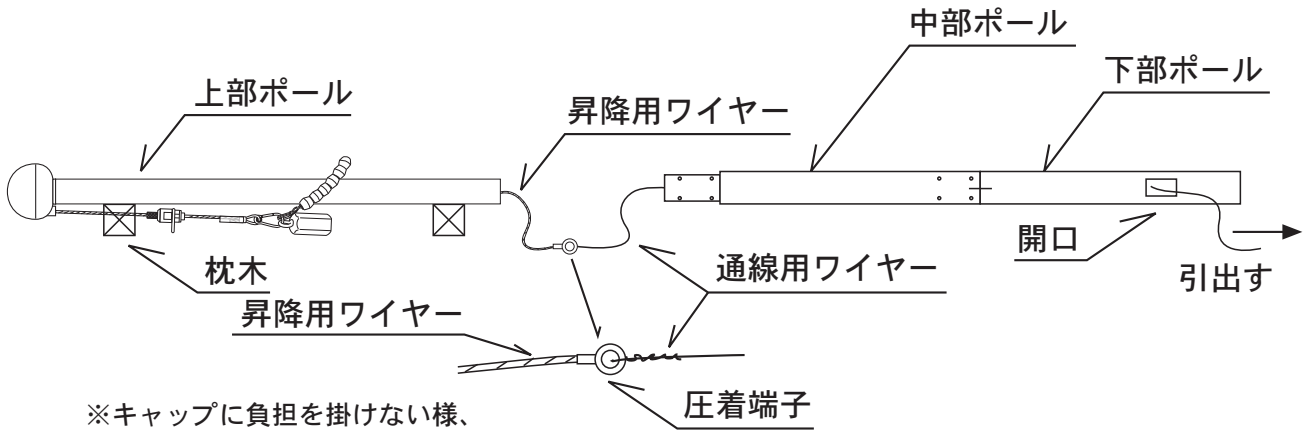 中部ポール
下部ポール
上部ポール
昇降用ワイヤー
開口
通線用ワイヤー
引出す
枕木
昇降用ワイヤー
圧着端子
※キャップに負担を掛けない様、